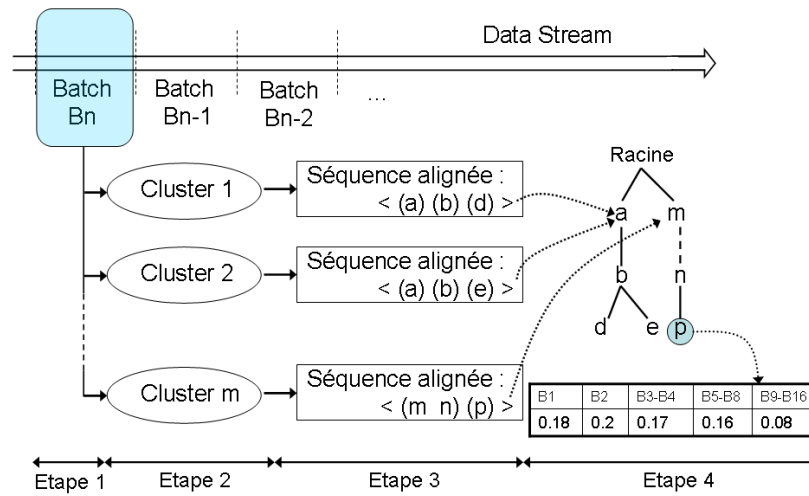 Data Stream
Batch
Bn
Batch
Bn-1
Batch
Bn-2
...
Cluster 1
Séquence alignée :
< (a) (b) (d) >
Cluster 2
Séquence alignée :
< (a) (b) (e) >
Cluster m
Séquence alignée :
< (m n) (p) >
Racine
a m
b n
d e p
B1 B2 B3-B4 B5-B8 B9-B16
0.18 0.2 0.17 0.16 0.08
Etape 1 Etape 2 Etape 3 Etape 4